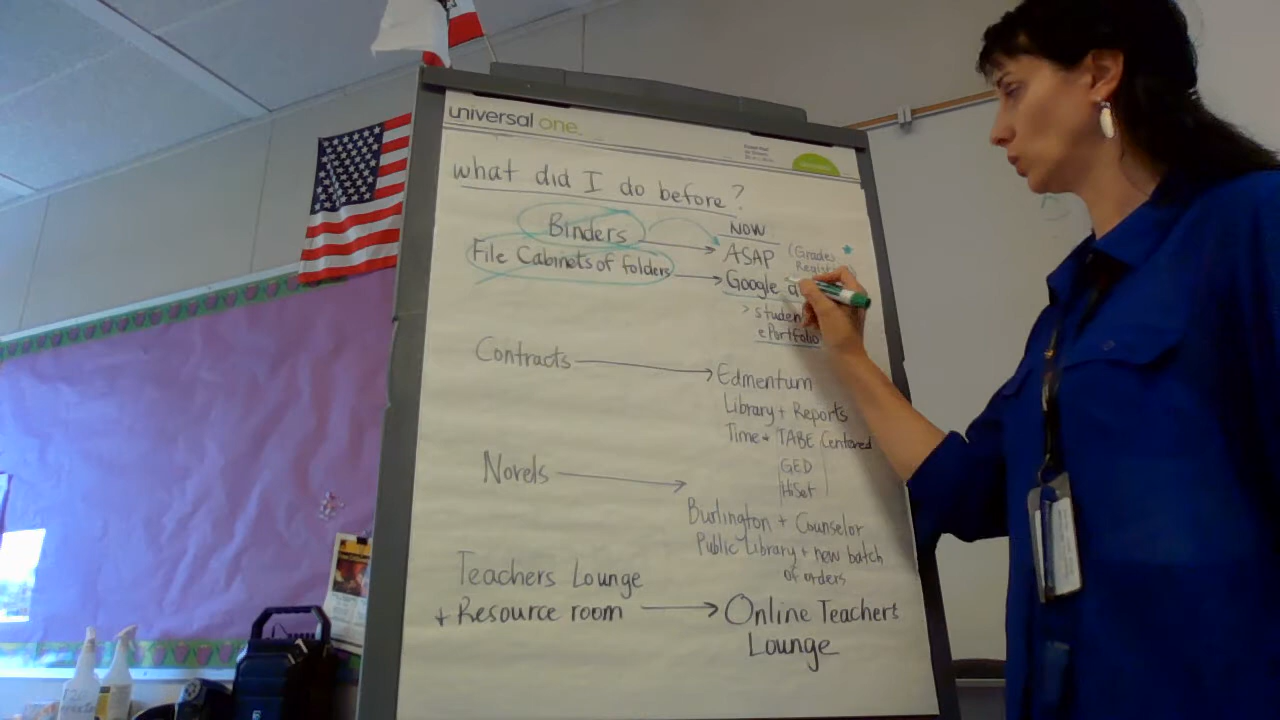 universal one
what did I do before?
Binders
NOW
ASAP (Grades
File Cabinets of folders
Google
> studen
ePortfolio
Contracts
Edmentum
Library + Reports
Time + TABE Centered
GED
HiSet
Novels
Burlington + Counselor
Public Library + new batch
of orders
Teachers Lounge
+ Resource room
Online Teachers
Lounge